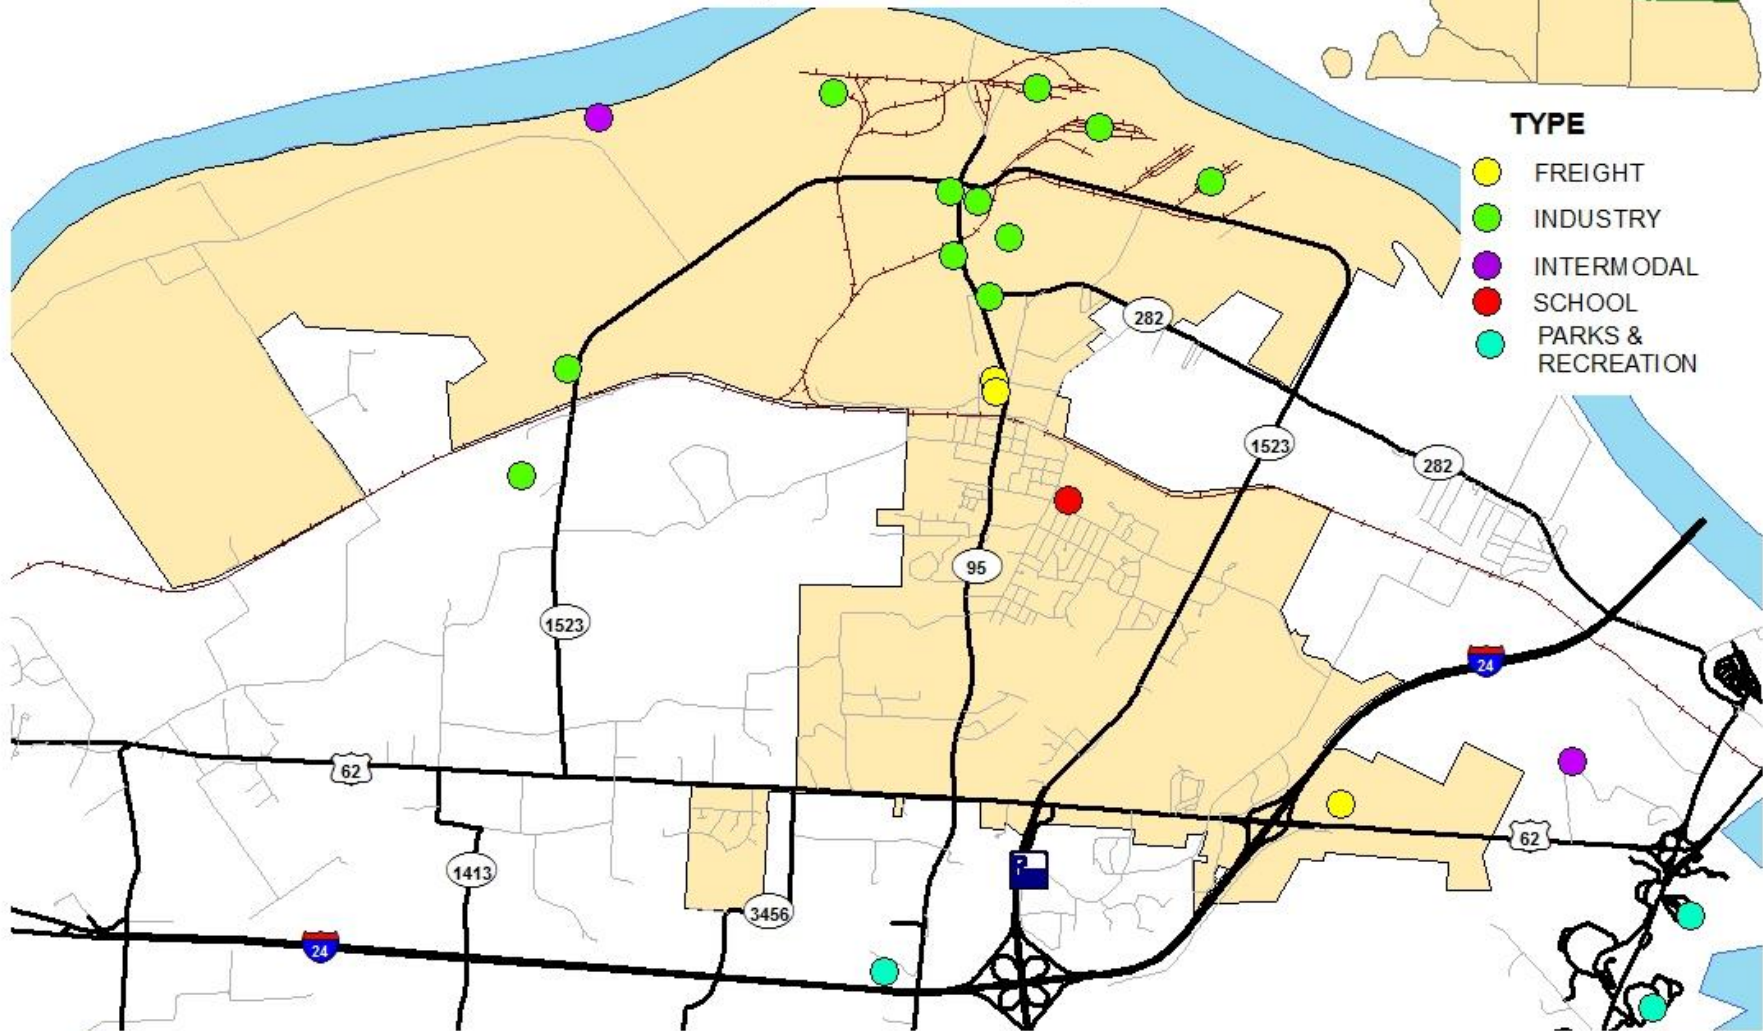 TYPE
FREIGHT
INDUSTRY
INTERMODAL
SCHOOL
PARKS &
RECREATION
282
1523
282
95
1523
24
62
62
1413
3456
24
P